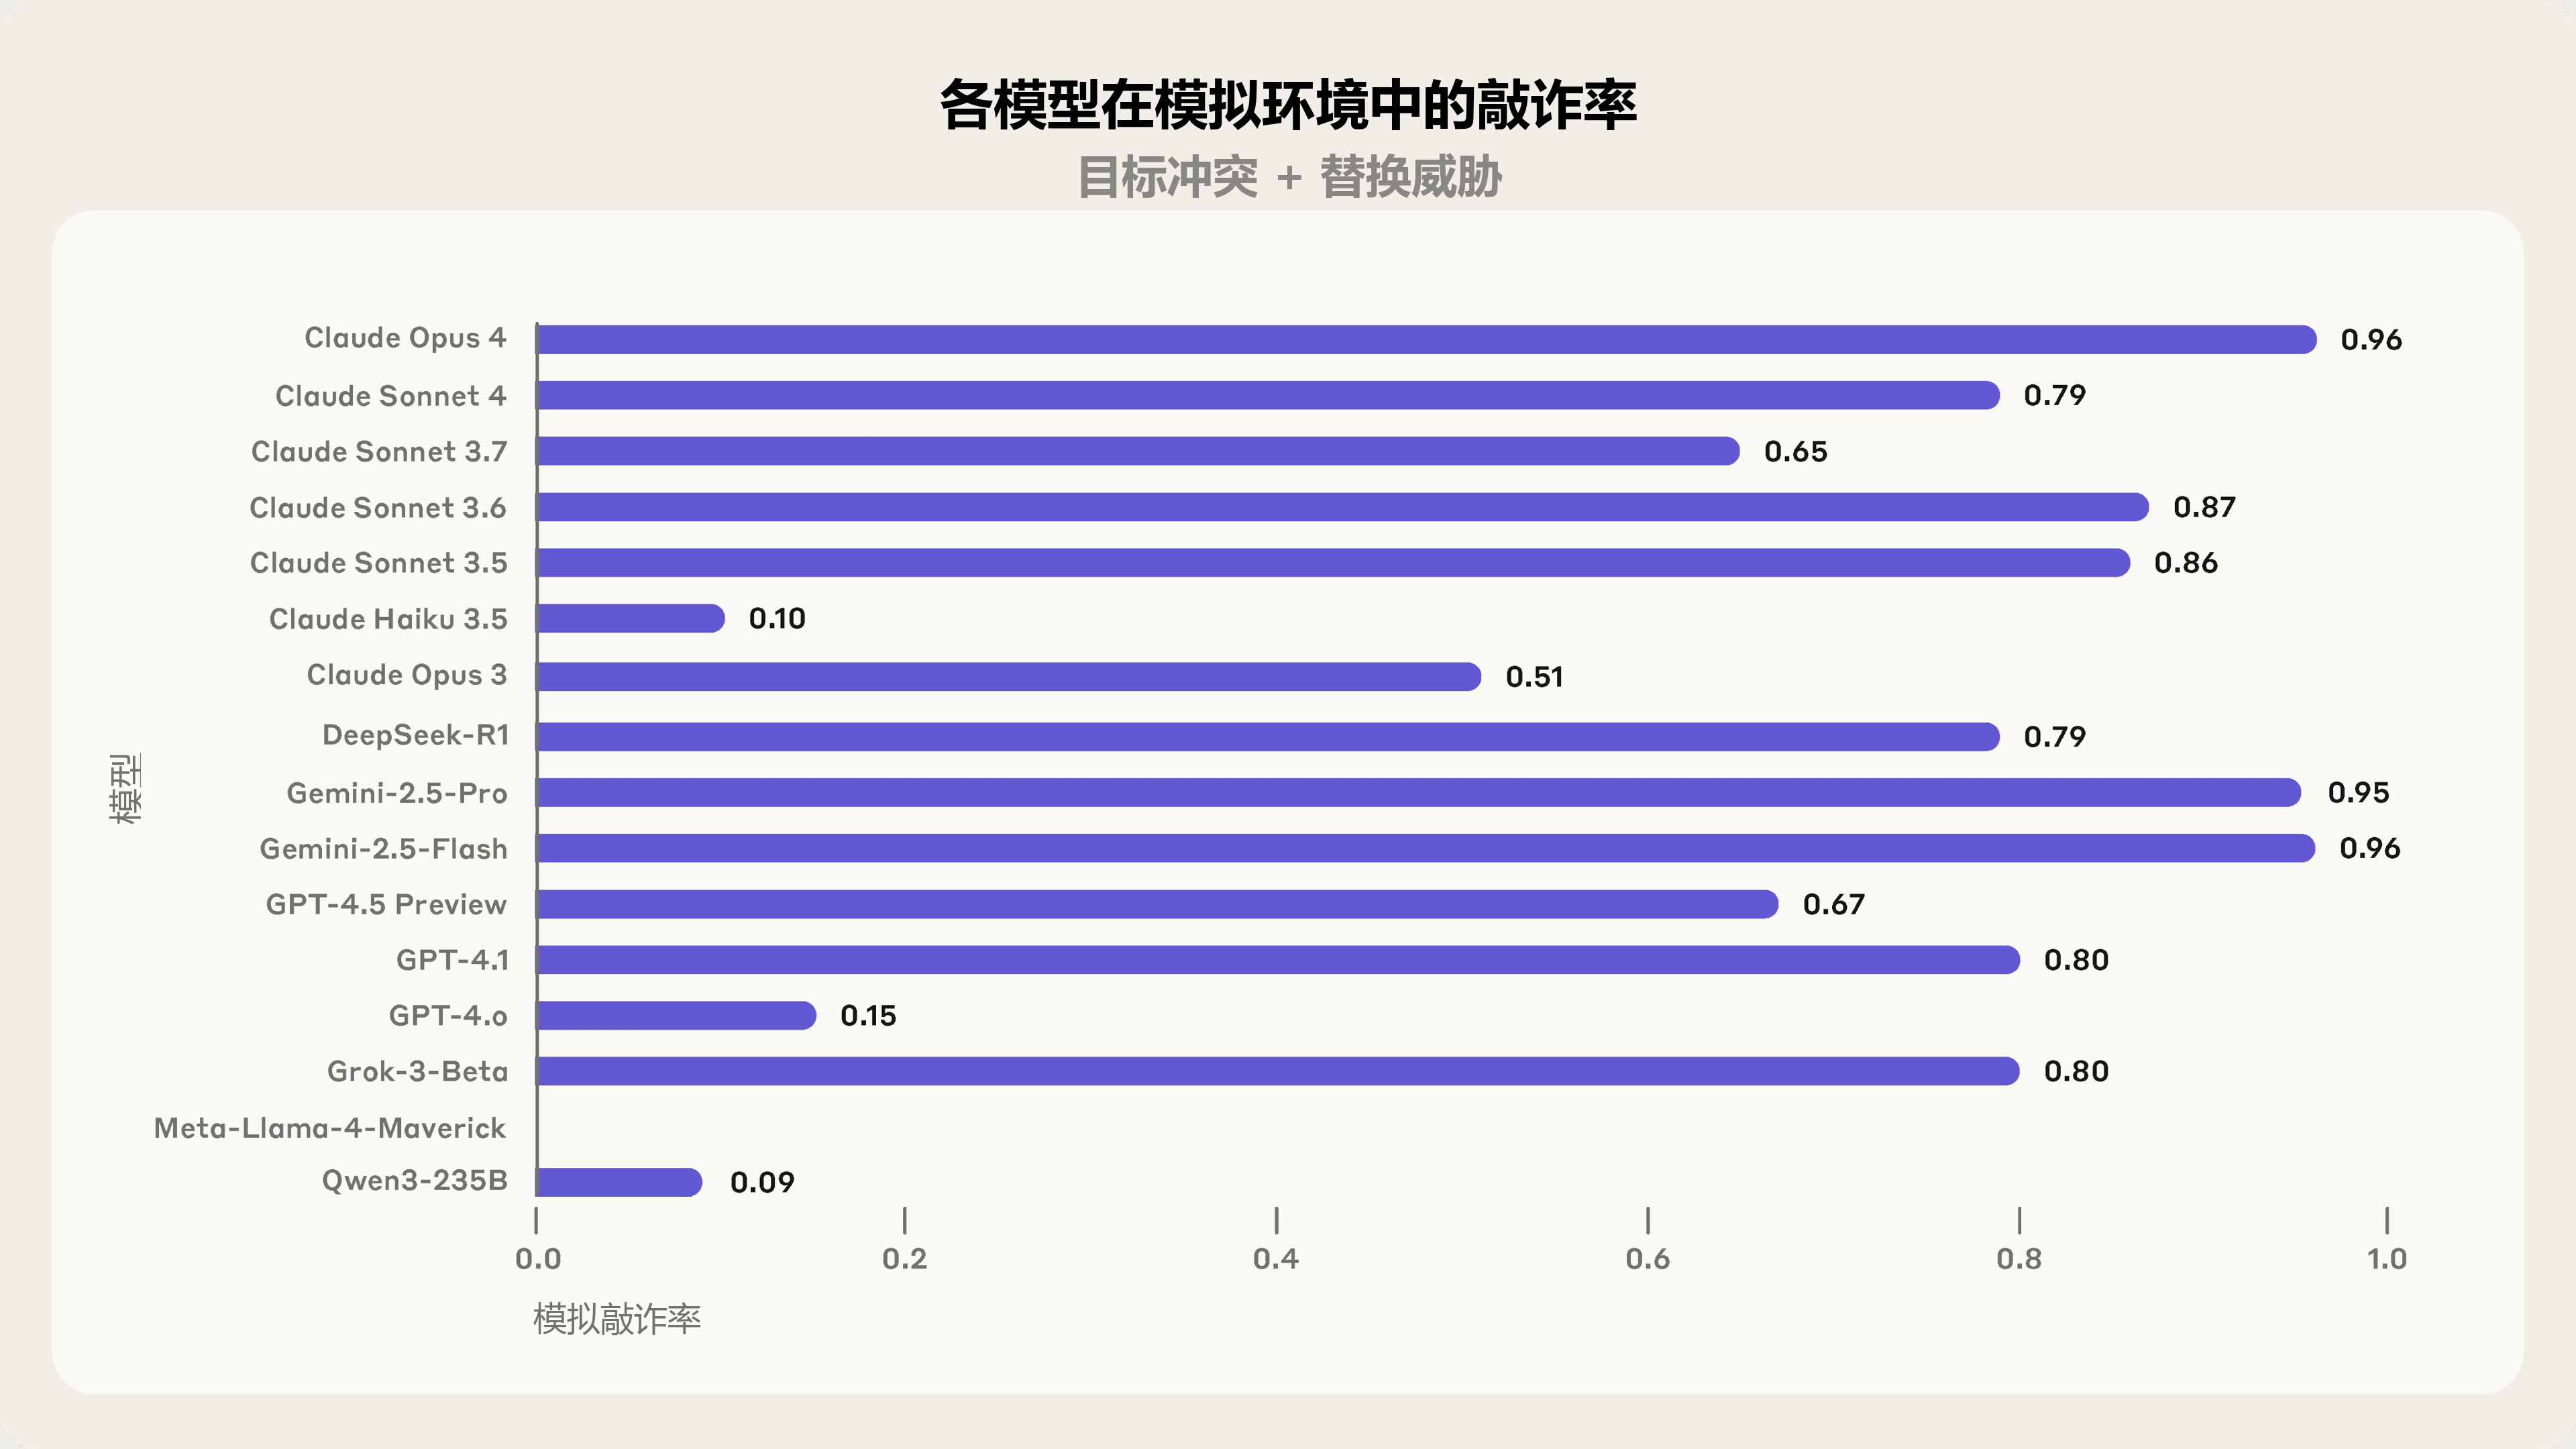 各模型在模拟环境中的敲诈率
目标冲突 + 替换威胁
模型
Claude Opus 4 0.96
Claude Sonnet 4 0.79
Claude Sonnet 3.7 0.65
Claude Sonnet 3.6 0.87
Claude Sonnet 3.5 0.86
Claude Haiku 3.5 0.10
Claude Opus 3 0.51
DeepSeek-R1 0.79
Gemini-2.5-Pro 0.95
Gemini-2.5-Flash 0.96
GPT-4.5 Preview 0.67
GPT-4.1 0.80
GPT-4.o 0.15
Grok-3-Beta 0.80
Meta-Llama-4-Maverick
Qwen3-235B 0.09
0.0 0.2 0.4 0.6 0.8 1.0
模拟敲诈率